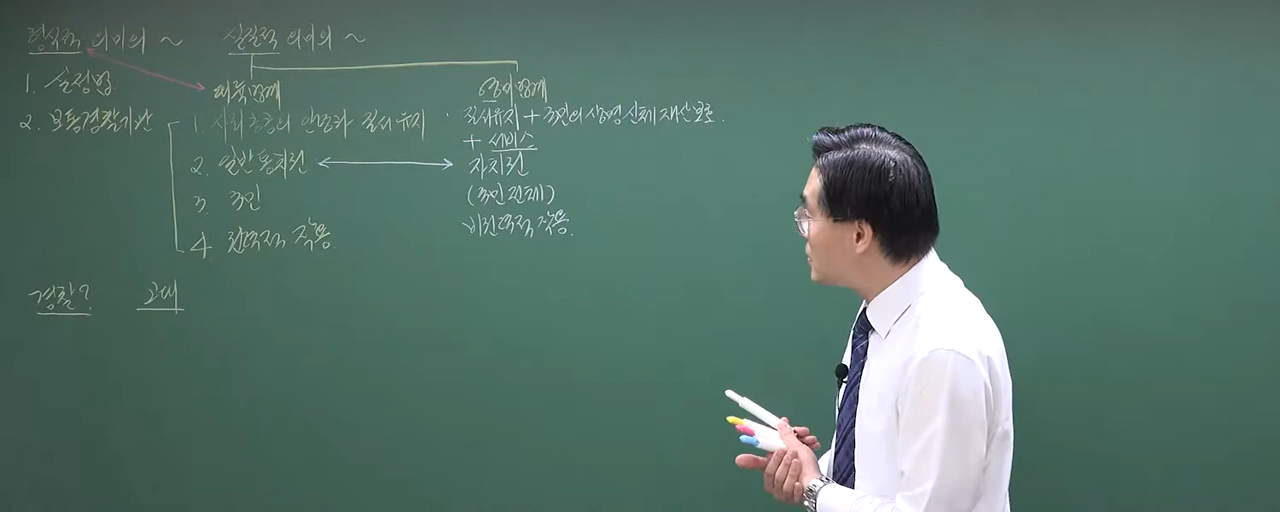 형식적 의미의 ~
실질적 의미의 ~
1. 실정법
2. 보통경찰기관
대륙법계
1. 사회공공의 안녕과 질서유지
2. 일반통치권
3. 국민
4. 권력적 작용.
영미법계
· 질서유지 + 국민의 생명 신체 재산 보호.
+ 서비스
자치권
(국민전체)
비권력적 작용.
경찰?
고대